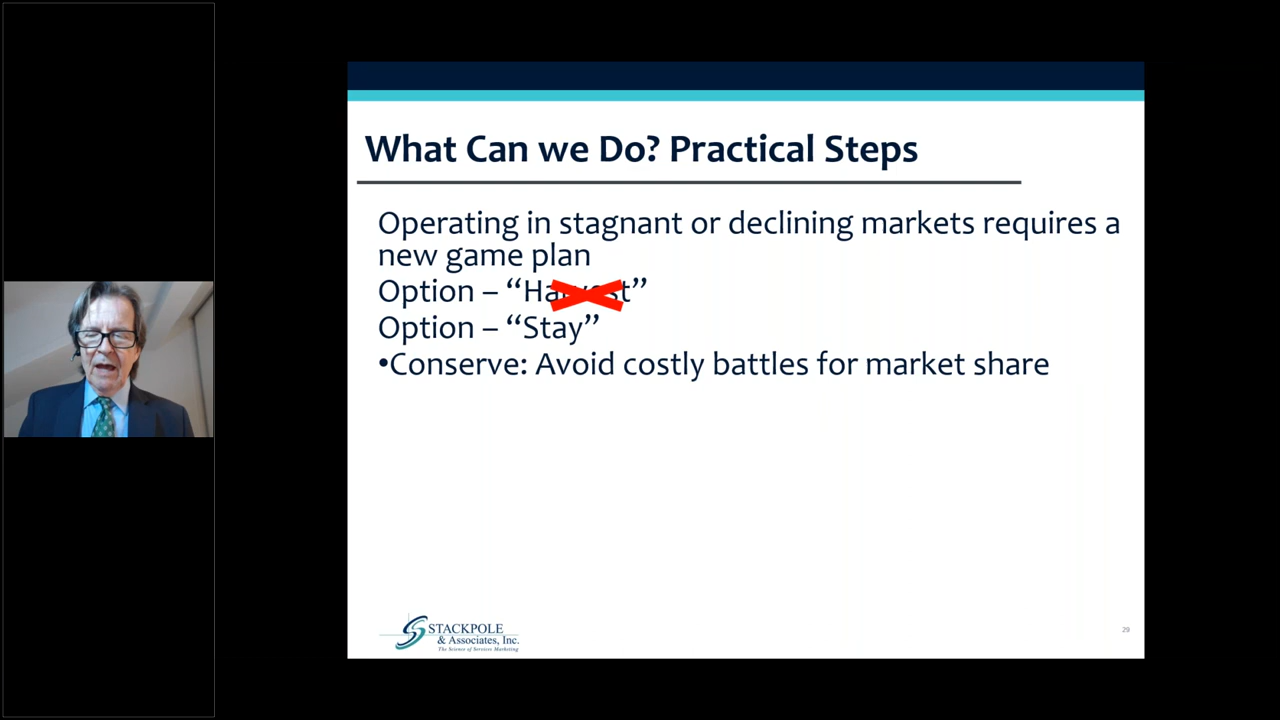 What Can we Do? Practical Steps
Operating in stagnant or declining markets requires a
new game plan
Option – “Harvest”
Option – “Stay”
•Conserve: Avoid costly battles for market share
STACKPOLE
& Associates, Inc.
The Science of Services Marketing
29